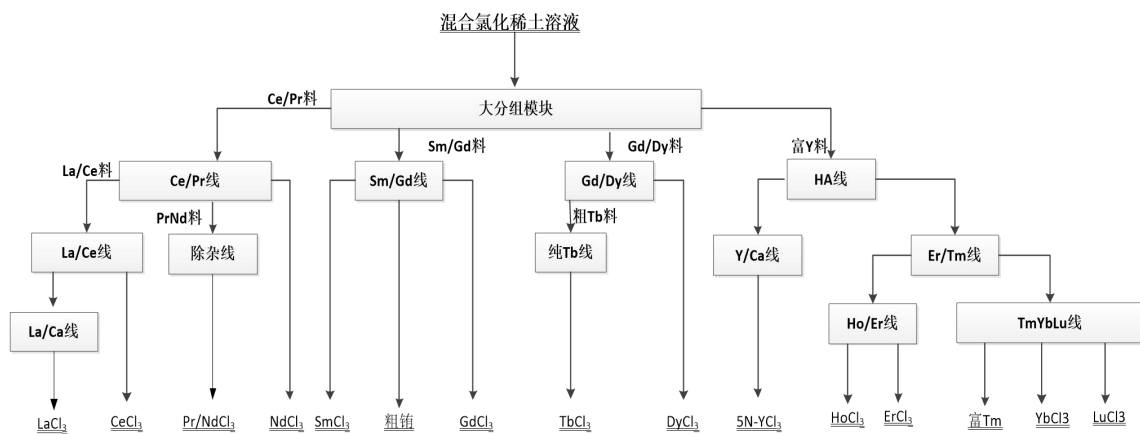 混合氯化稀土溶液
大分组模块
Ce/Pr料
Sm/Gd料
Gd/Dy料
富Y料
La/Ce料
Ce/Pr线
Sm/Gd线
Gd/Dy线
HA线
PrNd料
粗Tb料
La/Ce线
除杂线
纯Tb线
Y/Ca线
Er/Tm线
La/Ca线
Ho/Er线
TmYbLu线
LaCl₃
CeCl₃
Pr/NdCl₃
NdCl₃
SmCl₃
粗铕
GdCl₃
TbCl₃
DyCl₃
5N-YCl₃
HoCl₃
ErCl₃
富Tm
YbCl3
LuCl3